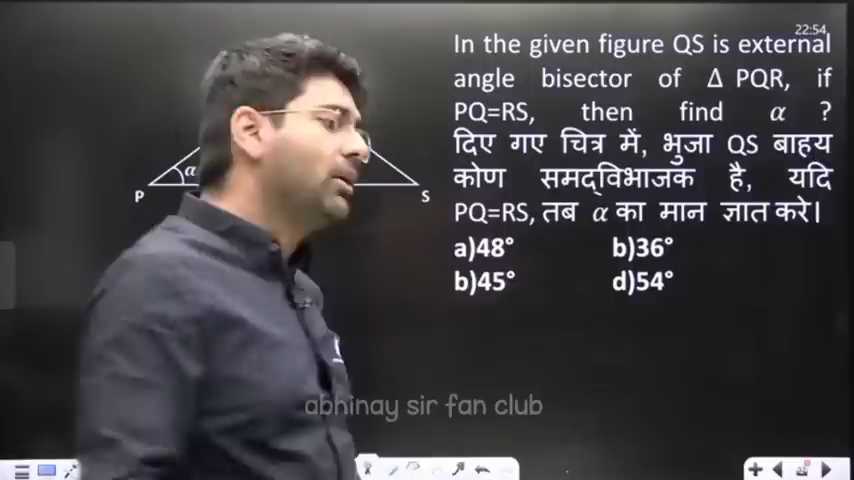 22:54
In the given figure QS is external
angle bisector of Δ PQR, if
PQ=RS, then find α ?
दिए गए चित्र में, भुजा QS बाहय
कोण समद्विभाजक है, यदि
PQ=RS, तब α का मान ज्ञात करे।
a)48° b)36°
b)45° d)54°
α
P S
abhinay sir fan club